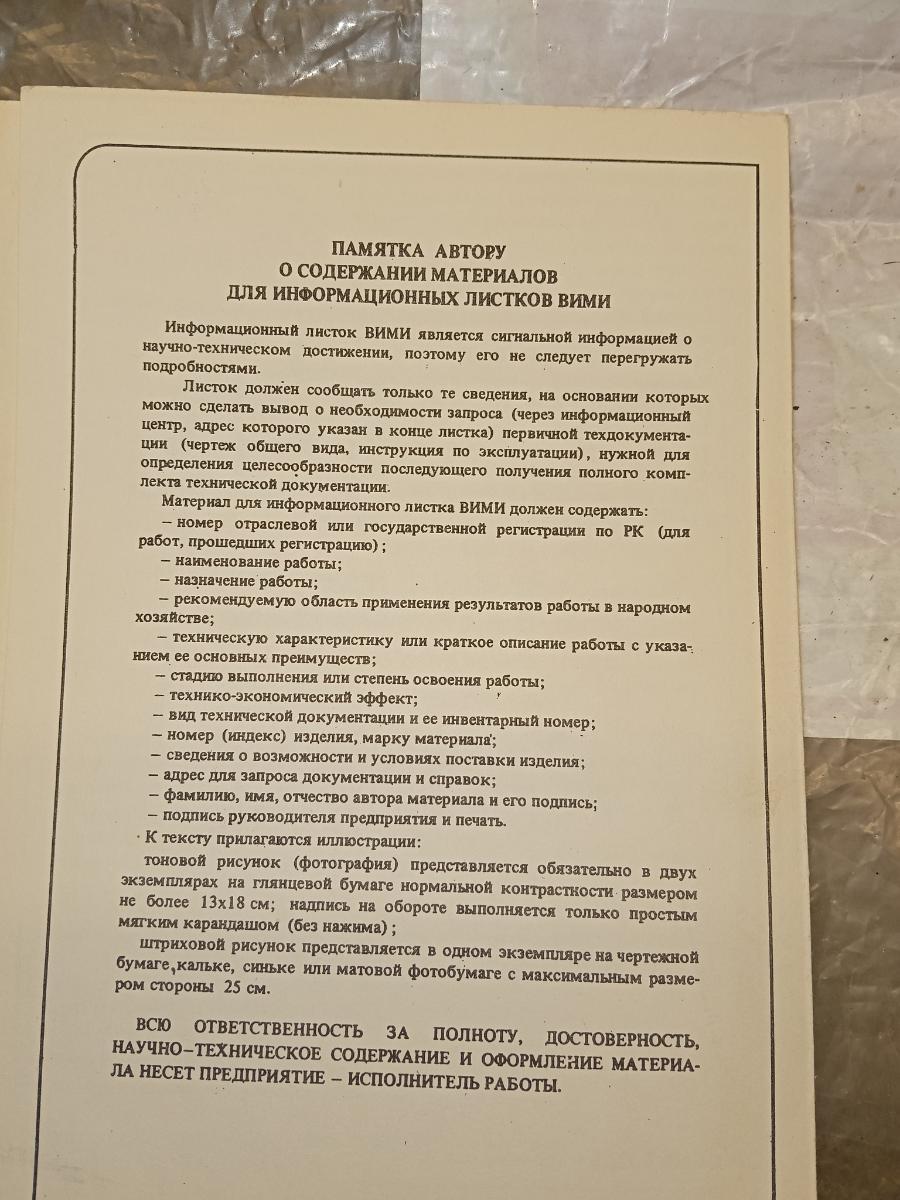 ПАМЯТКА АВТОРУ
О СОДЕРЖАНИИ МАТЕРИАЛОВ
ДЛЯ ИНФОРМАЦИОННЫХ ЛИСТКОВ ВИМИ
Информационный листок ВИМИ является сигнальной информацией о
научно-техническом достижении, поэтому его не следует перегружать
подробностями.
Листок должен сообщать только те сведения, на основании которых
можно сделать вывод о необходимости запроса (через информационный
центр, адрес которого указан в конце листка) первичной техдокумента-
ции (чертеж общего вида, инструкция по эксплуатации), нужной для
определения целесообразности последующего получения полного комп-
лекта технической документации.
Материал для информационного листка ВИМИ должен содержать:
– номер отраслевой или государственной регистрации по РК (для
работ, прошедших регистрацию) ;
– наименование работы;
– назначение работы;
– рекомендуемую область применения результатов работы в народном
хозяйстве;
– техническую характеристику или краткое описание работы с указа-
нием ее основных преимуществ;
– стадию выполнения или степень освоения работы;
– технико-экономический эффект;
– вид технической документации и ее инвентарный номер;
– номер (индекс) изделия, марку материала;
– сведения о возможности и условиях поставки изделия;
– адрес для запроса документации и справок;
– фамилию, имя, отчество автора материала и его подпись;
– подпись руководителя предприятия и печать.
К тексту прилагаются иллюстрации:
тоновой рисунок (фотография) представляется обязательно в двух
экземплярах на глянцевой бумаге нормальной контрастности размером
не более 13х18 см; надпись на обороте выполняется только простым
мягким карандашом (без нажима) ;
штриховой рисунок представляется в одном экземпляре на чертежной
бумаге, кальке, синьке или матовой фотобумаге с максимальным разме-
ром стороны 25 см.
ВСЮ ОТВЕТСТВЕННОСТЬ ЗА ПОЛНОТУ, ДОСТОВЕРНОСТЬ,
НАУЧНО–ТЕХНИЧЕСКОЕ СОДЕРЖАНИЕ И ОФОРМЛЕНИЕ МАТЕРИА-
ЛА НЕСЕТ ПРЕДПРИЯТИЕ – ИСПОЛНИТЕЛЬ РАБОТЫ.